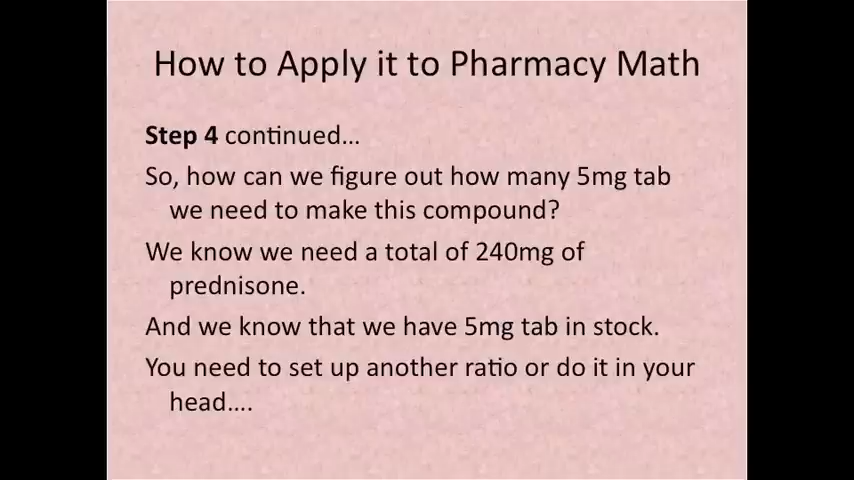 How to Apply it to Pharmacy Math
Step 4 continued...
So, how can we figure out how many 5mg tab
we need to make this compound?
We know we need a total of 240mg of
prednisone.
And we know that we have 5mg tab in stock.
You need to set up another ratio or do it in your
head....